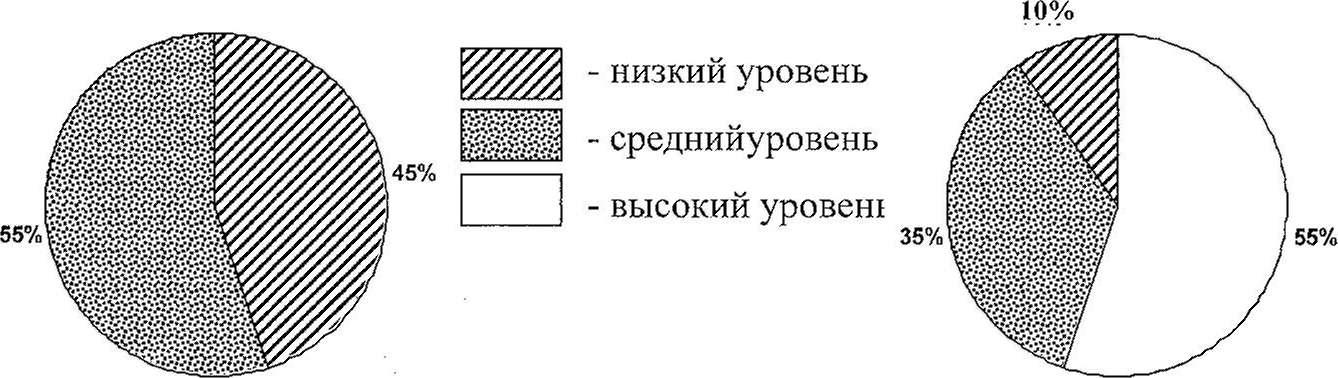 10%
- низкий уровень
- среднийуровень
- высокий уровен
45%
55%
35%
55%